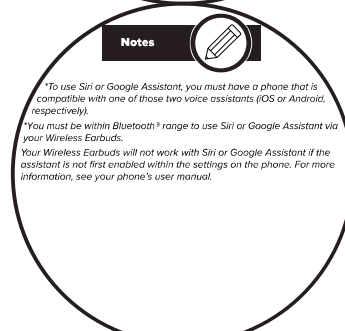 Notes
*To use Siri or Google Assistant, you must have a phone that is
compatible with one of those two voice assistants (iOS or Android,
respectively).
*You must be within Bluetooth® range to use Siri or Google Assistant via
your Wireless Earbuds.
Your Wireless Earbuds will not work with Siri or Google Assistant if the
assistant is not first enabled within the settings on the phone. For more
information, see your phone's user manual.